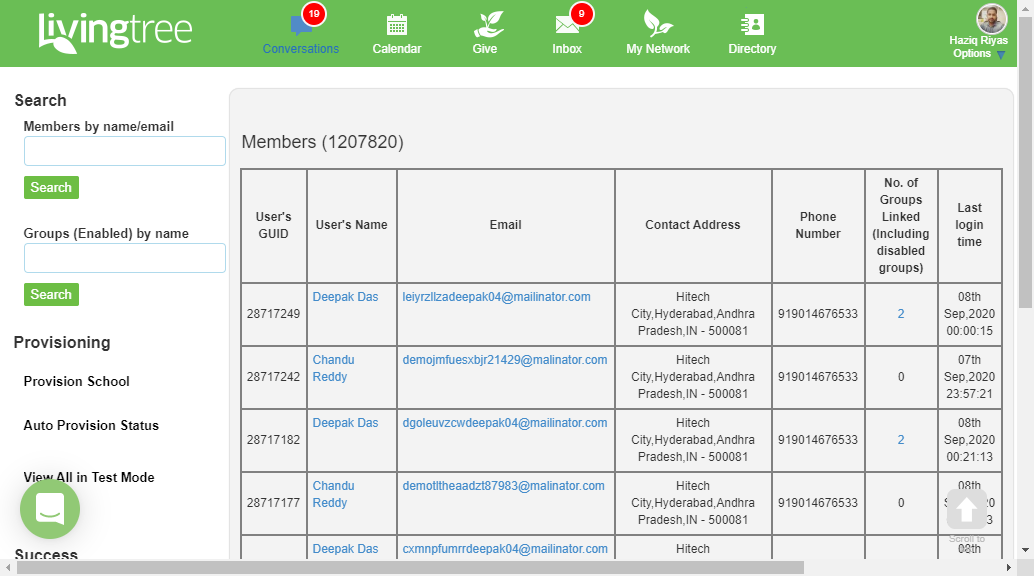 livingtree
19
Conversations
Calendar
Give
9
Inbox
My Network
Directory
Haziq Riyas
Options
Search
Members by name/email
Search
Groups (Enabled) by name
Search
Provisioning
Provision School
Auto Provision Status
View All in Test Mode
Success
Members (1207820)
User's
GUID
User's Name
Email
Contact Address
Phone
Number
No. of
Groups
Linked
(Including
disabled
groups)
Last
login
time
28717249
Deepak Das
leiyrzllzadeepak04@mailinator.com
Hitech
City,Hyderabad,Andhra
Pradesh,IN - 500081
919014676533
2
08th
Sep,2020
00:00:15
28717242
Chandu
Reddy
demojmfuesxbjr21429@malinator.com
Hitech
City,Hyderabad,Andhra
Pradesh,IN - 500081
919014676533
0
07th
Sep,2020
23:57:21
28717182
Deepak Das
dgoleuvzcwdeepak04@mailinator.com
Hitech
City,Hyderabad,Andhra
Pradesh,IN - 500081
919014676533
2
08th
Sep,2020
00:21:13
28717177
Chandu
Reddy
demotltheaadzt87983@malinator.com
Hitech
City,Hyderabad,Andhra
Pradesh,IN - 500081
919014676533
0
08th
Scroll to
Deepak Das
cxmnpfumrrdeepak04@mailinator.com
Hitech
08th